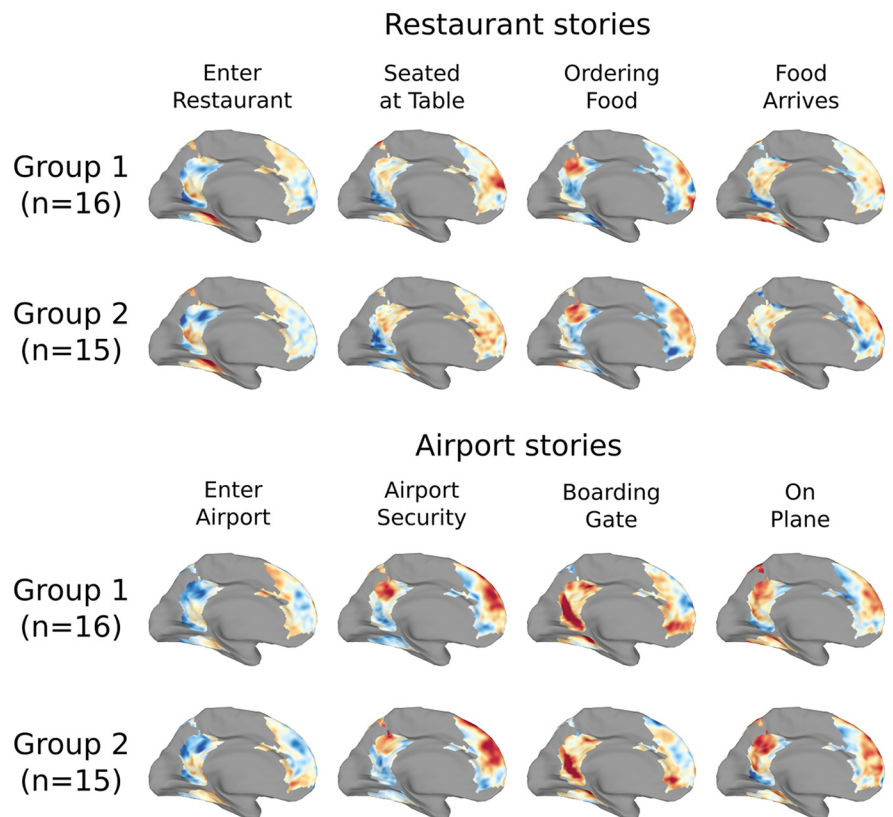 Restaurant stories
Enter
Restaurant
Seated
at Table
Ordering
Food
Food
Arrives
Group 1
(n=16)
Group 2
(n=15)
Airport stories
Enter
Airport
Airport
Security
Boarding
Gate
On
Plane
Group 1
(n=16)
Group 2
(n=15)